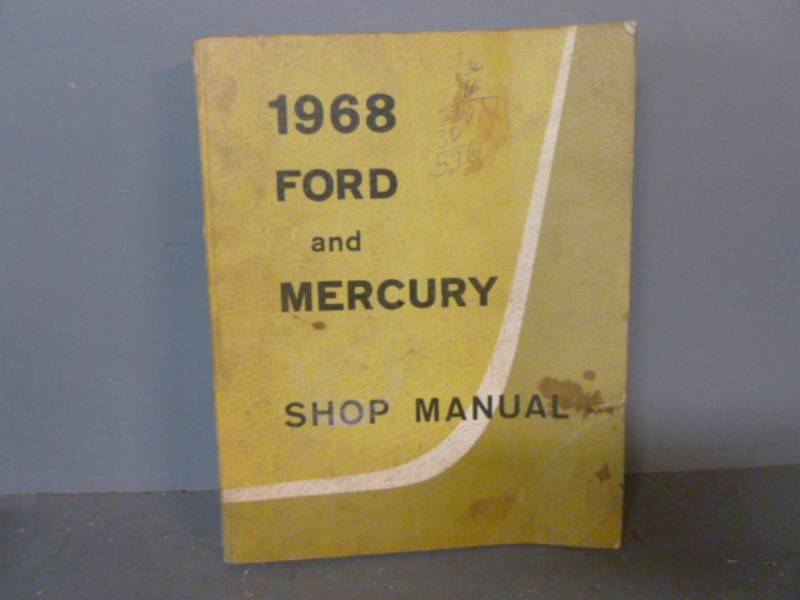 1968
FORD
and
MERCURY
SHOP MANUAL